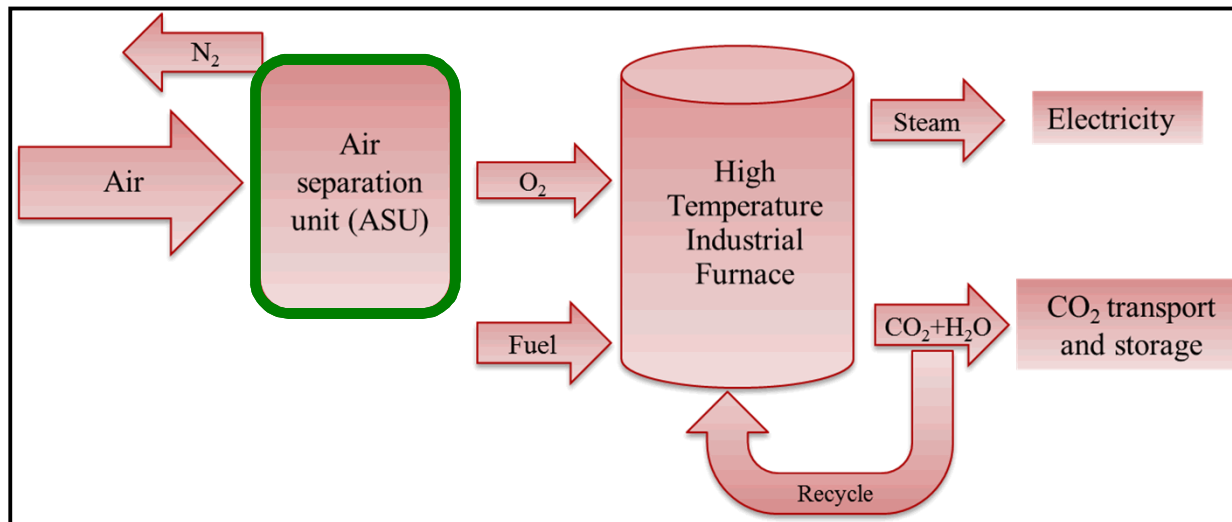 N₂
Air
Air
separation
unit (ASU)
O₂
Fuel
High
Temperature
Industrial
Furnace
Steam
Electricity
CO₂+H₂O
CO₂ transport
and storage
Recycle